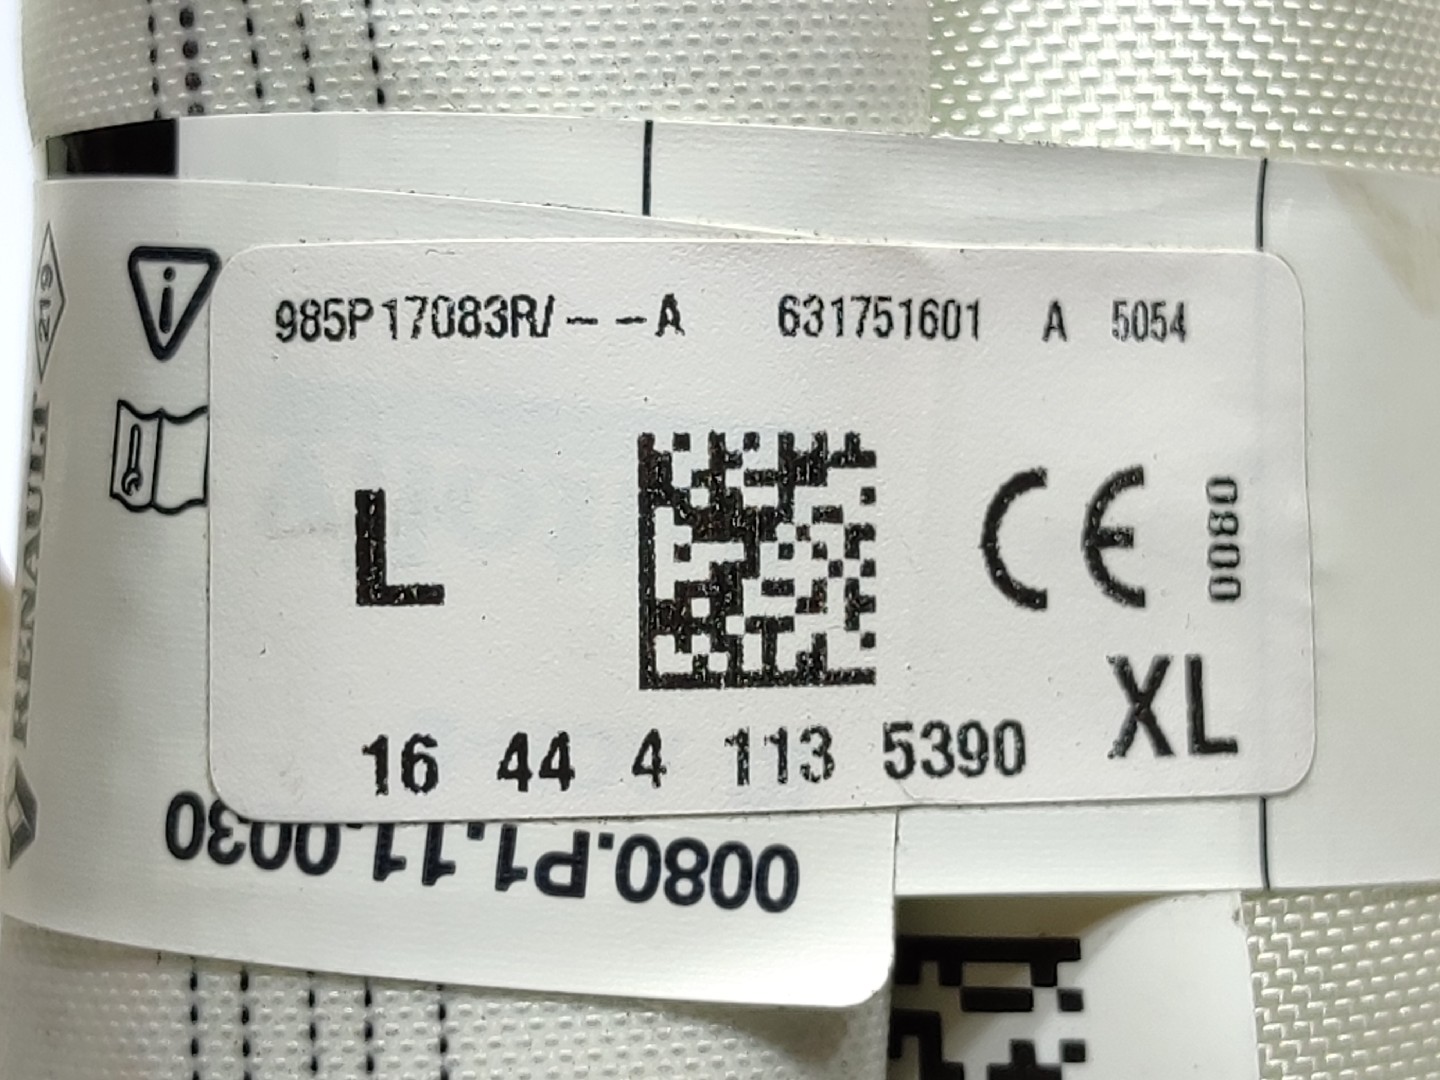 985P17083R/--A 631751601 A 5054
L
CE 0080
XL
16 44 4 113 5390
0080.P1.11.0030
RENAULT
219